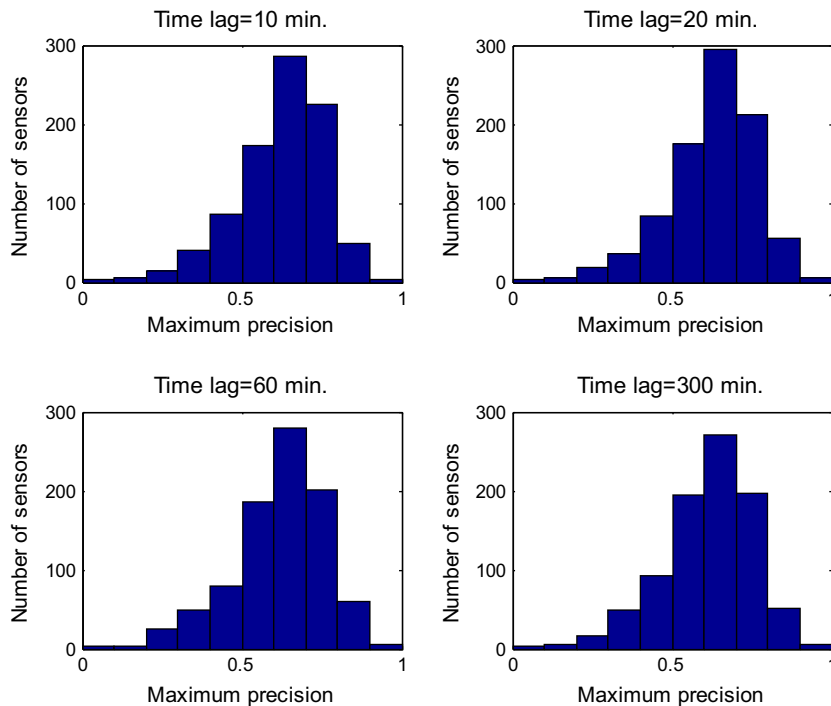 Time lag=10 min.
300
200
100
0
Number of sensors
0
0.5
1
Maximum precision
Time lag=20 min.
300
200
100
0
Number of sensors
0
0.5
1
Maximum precision
Time lag=60 min.
300
200
100
0
Number of sensors
0
0.5
1
Maximum precision
Time lag=300 min.
300
200
100
0
Number of sensors
0
0.5
1
Maximum precision